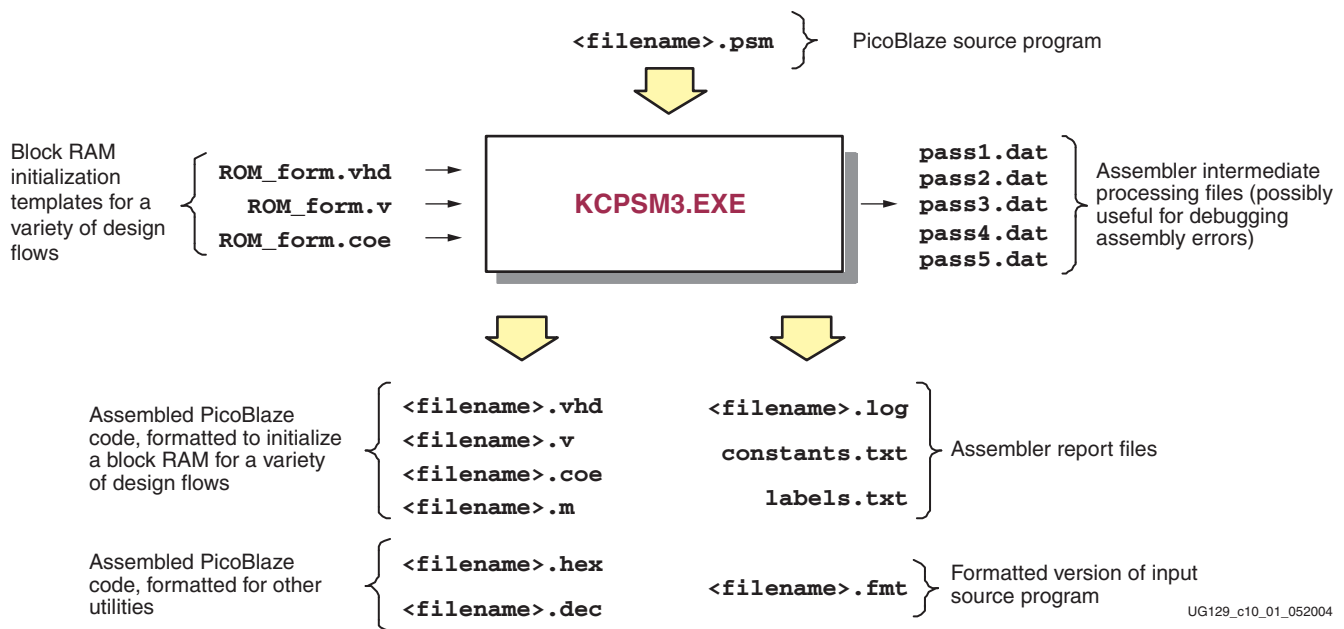 <filename>.psm
PicoBlaze source program
Block RAM
initialization
templates for a
variety of design
flows
ROM_form.vhd
ROM_form.v
ROM_form.coe
KCPSM3.EXE
pass1.dat
pass2.dat
pass3.dat
pass4.dat
pass5.dat
Assembler intermediate
processing files (possibly
useful for debugging
assembly errors)
Assembled PicoBlaze
code, formatted to initialize
a block RAM for a variety
of design flows
<filename>.vhd
<filename>.v
<filename>.coe
<filename>.m
<filename>.log
constants.txt
labels.txt
Assembler report files
Assembled PicoBlaze
code, formatted for other
utilities
<filename>.hex
<filename>.dec
<filename>.fmt
Formatted version of input
source program
UG129_c10_01_052004